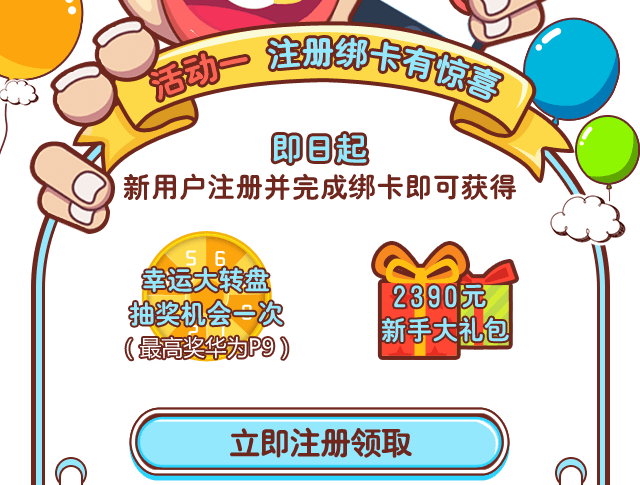 活动一 注册绑卡有惊喜
即日起
新用户注册并完成绑卡即可获得
5 6
幸运大转盘
抽奖机会一次
（最高奖华为P9）
2390元
新手大礼包
立即注册领取